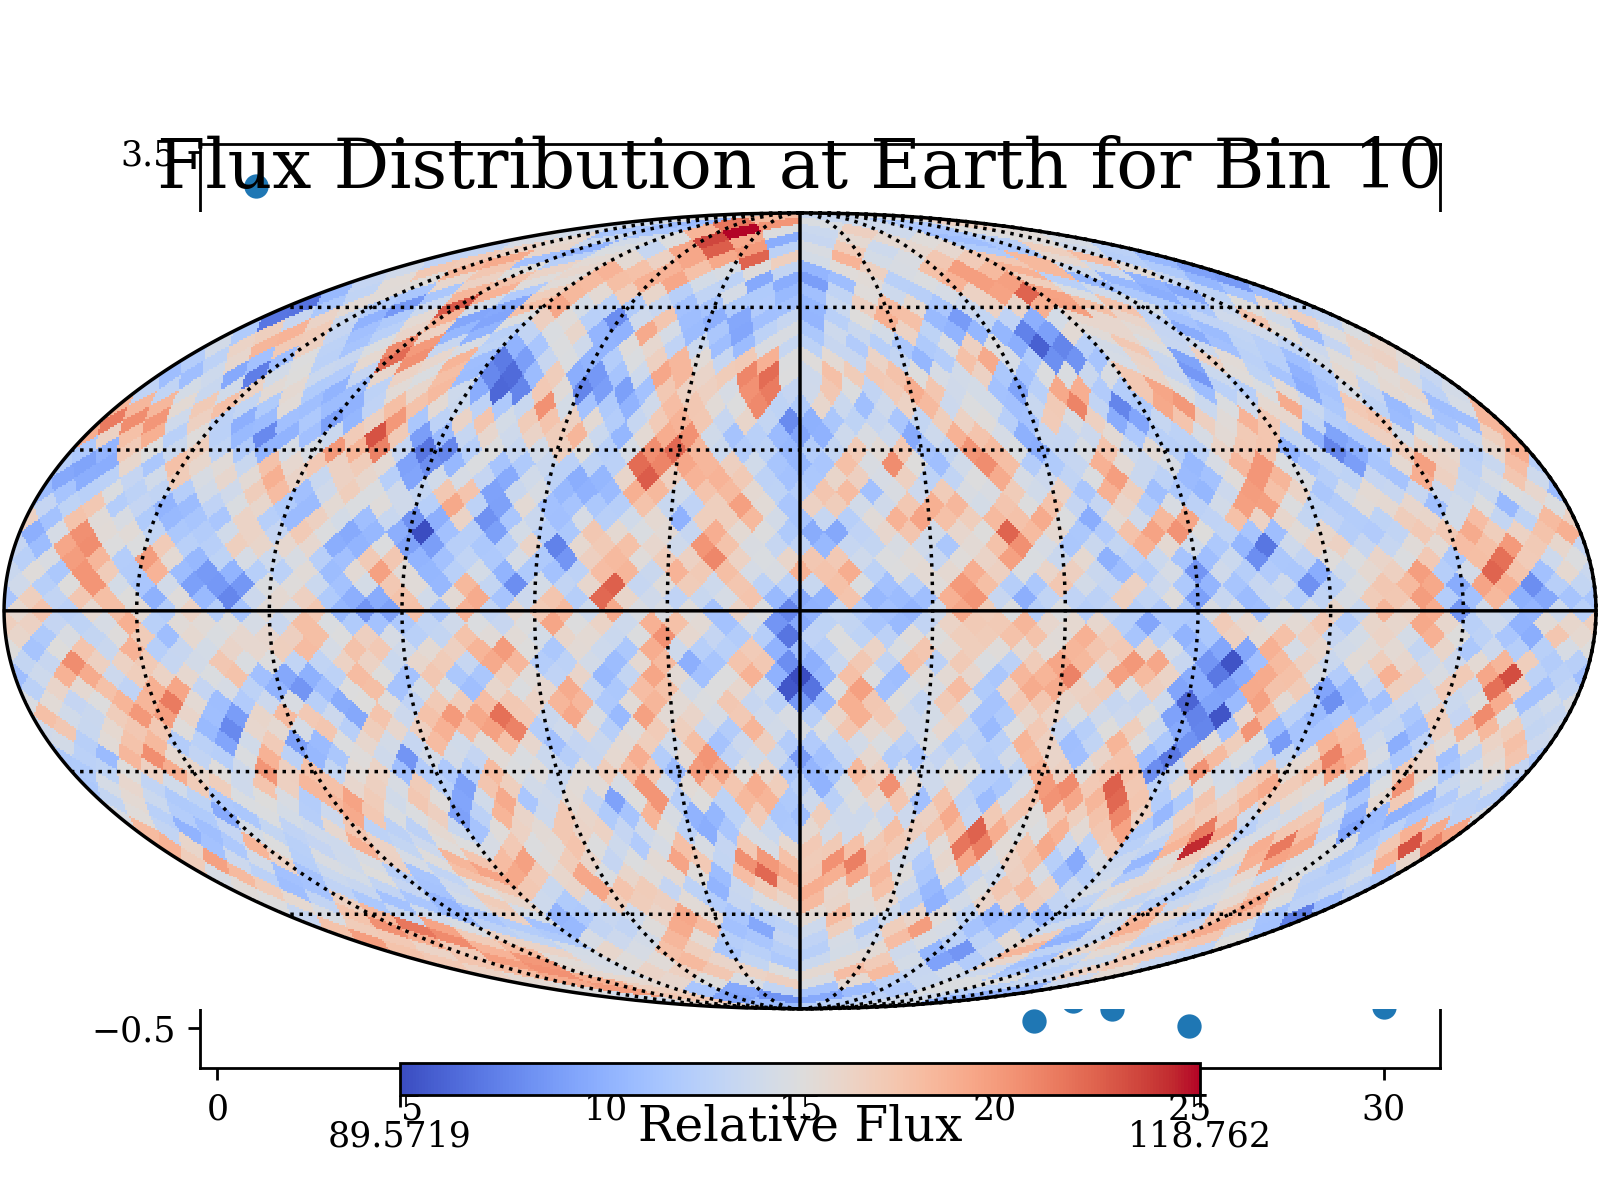 3.5
Flux Distribution at Earth for Bin 10
−0.5
0 5 10 15 20 25 30
Relative Flux
89.5719 118.762